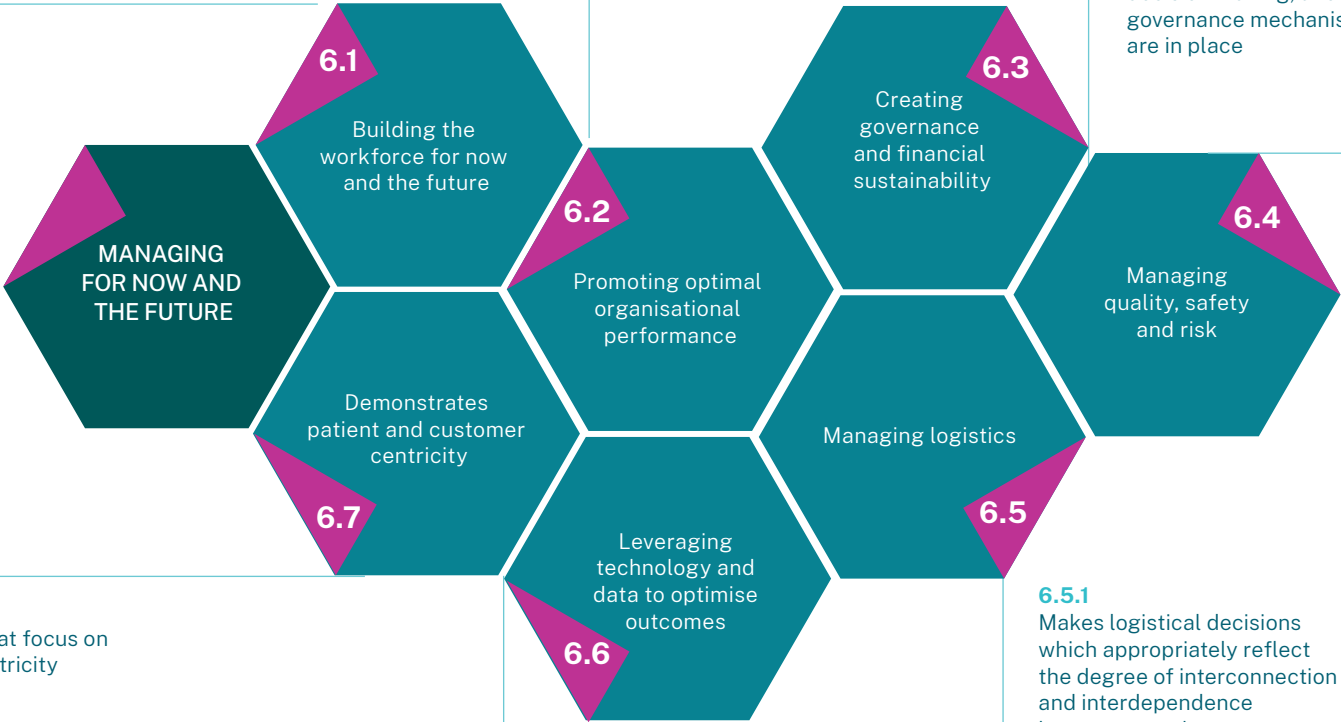 governance mechanis
are in place
6.1
Building the
workforce for now
and the future
6.3
Creating
governance
and financial
sustainability
MANAGING
FOR NOW AND
THE FUTURE
6.2
Promoting optimal
organisational
performance
6.4
Managing
quality, safety
and risk
Demonstrates
patient and customer
centricity
6.7
Managing logistics
6.5
Leveraging
technology and
data to optimise
outcomes
6.6
at focus on
tricity
6.5.1
Makes logistical decisions
which appropriately reflect
the degree of interconnection
and interdependence